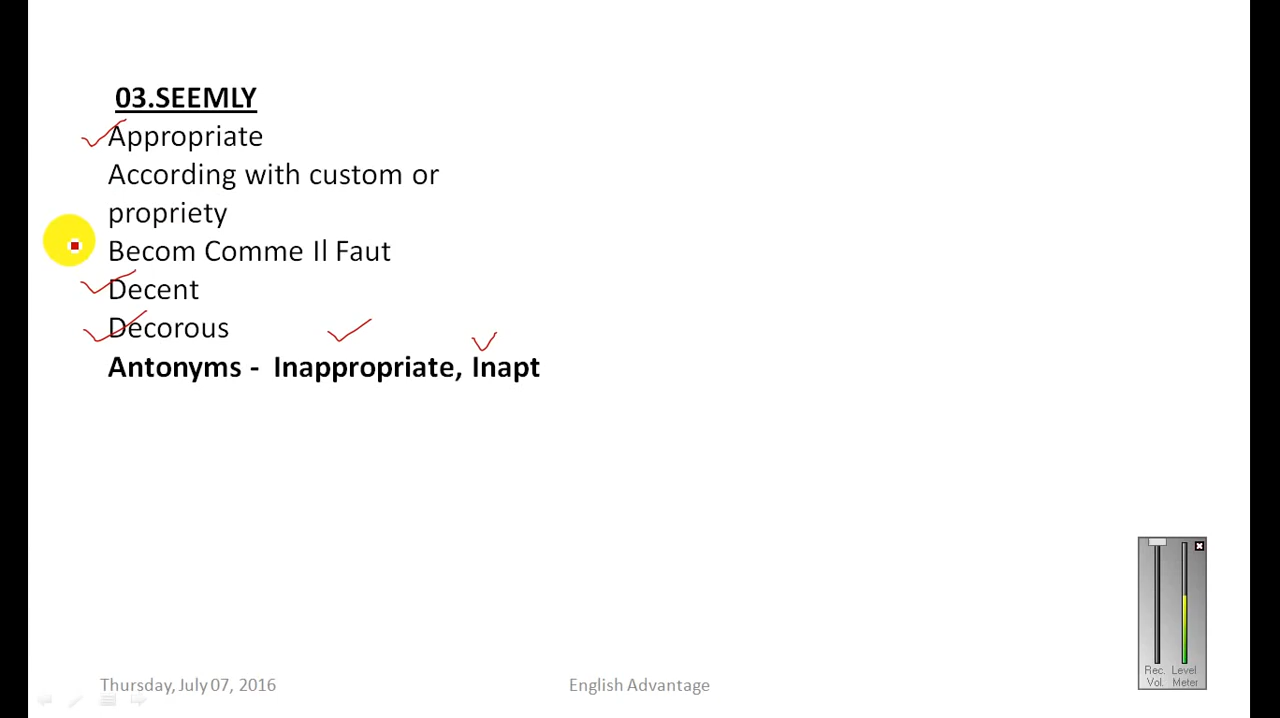 03.SEEMLY
Appropriate
According with custom or
propriety
Becom Comme Il Faut
Decent
Decorous
Antonyms - Inappropriate, Inapt
Rec. Level
Vol. Meter
Thursday, July 07, 2016 English Advantage